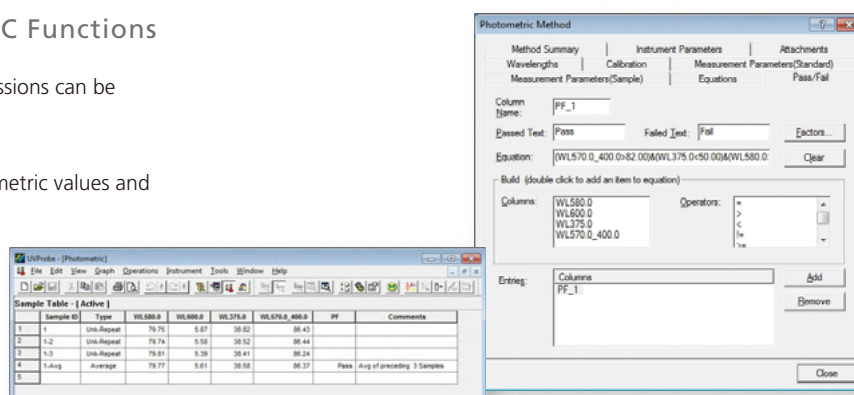 C Functions
ssions can be
metric values and
Photometric Method
Method Summary Instrument Parameters Attachments
Wavelengths Calibration Measurement Parameters(Standard)
Measurement Parameters(Sample) Equations Pass/Fail
Column Name: PF_1
Passed Text: Pass Failed Text: Fail Factors...
Equation: (WL570.0_400.0>82.00)&(WL375.0<50.00)&(WL580.0: Clear
Build (double click to add an item to equation)
Columns: WL580.0 Operators: =
WL600.0 >
WL375.0 <
WL570.0_400.0 !=
>=
Entries: Columns Add
PF_1 Remove
Close
UVProbe - [Photometric]
File Edit View Graph Operations Instrument Tools Window Help
Sample Table - ( Active )
Sample ID Type WL580.0 WL600.0 WL375.0 WL570.0_400.0 PF Comments
1 1 Unk-Repeat 79.75 5.87 38.82 86.43
2 1-2 Unk-Repeat 79.74 5.58 38.52 86.44
3 1-3 Unk-Repeat 79.81 5.39 38.41 86.24
4 1-Avg Average 79.77 5.61 38.58 86.37 Pass Avg of preceding 3 Samples
5